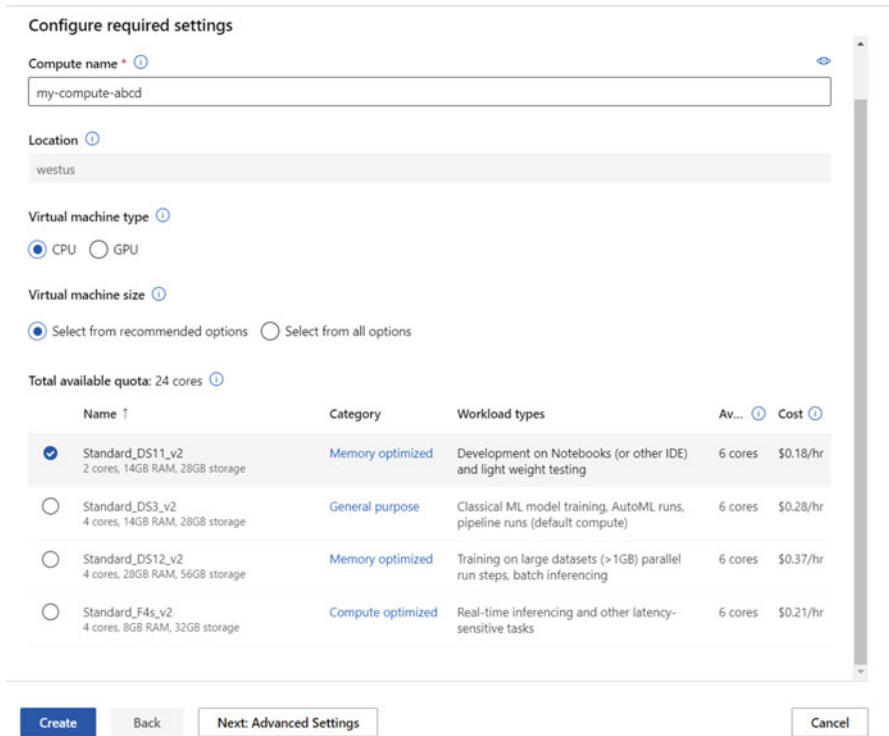 Configure required settings
Compute name *
my-compute-abcd
Location
westus
Virtual machine type
CPU GPU
Virtual machine size
Select from recommended options Select from all options
Total available quota: 24 cores
Name ↑ Category Workload types Av... Cost
Standard_DS11_v2 Memory optimized Development on Notebooks (or other IDE) 6 cores $0.18/hr
2 cores, 14GB RAM, 28GB storage and light weight testing
Standard_DS3_v2 General purpose Classical ML model training, AutoML runs, 6 cores $0.28/hr
4 cores, 14GB RAM, 28GB storage pipeline runs (default compute)
Standard_DS12_v2 Memory optimized Training on large datasets (>1GB) parallel 6 cores $0.37/hr
4 cores, 28GB RAM, 56GB storage run steps, batch inferencing
Standard_F4s_v2 Compute optimized Real-time inferencing and other latency- 6 cores $0.21/hr
4 cores, 8GB RAM, 32GB storage sensitive tasks
Create Back Next: Advanced Settings Cancel